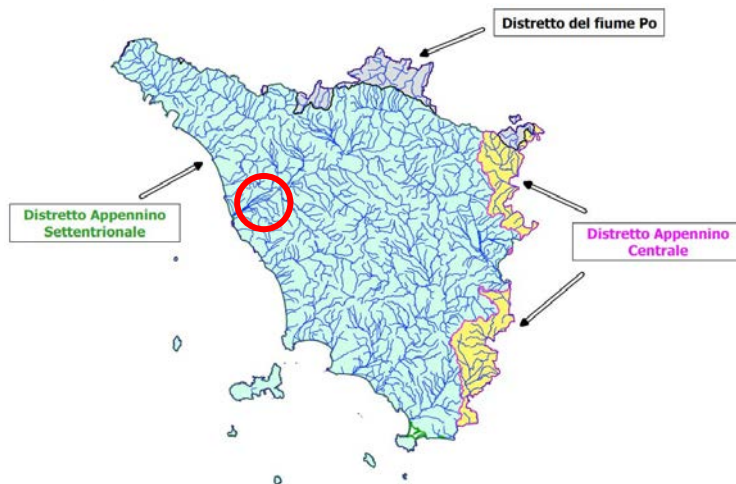 Distretto del fiume Po
Distretto Appennino
Settentrionale
Distretto Appennino
Centrale